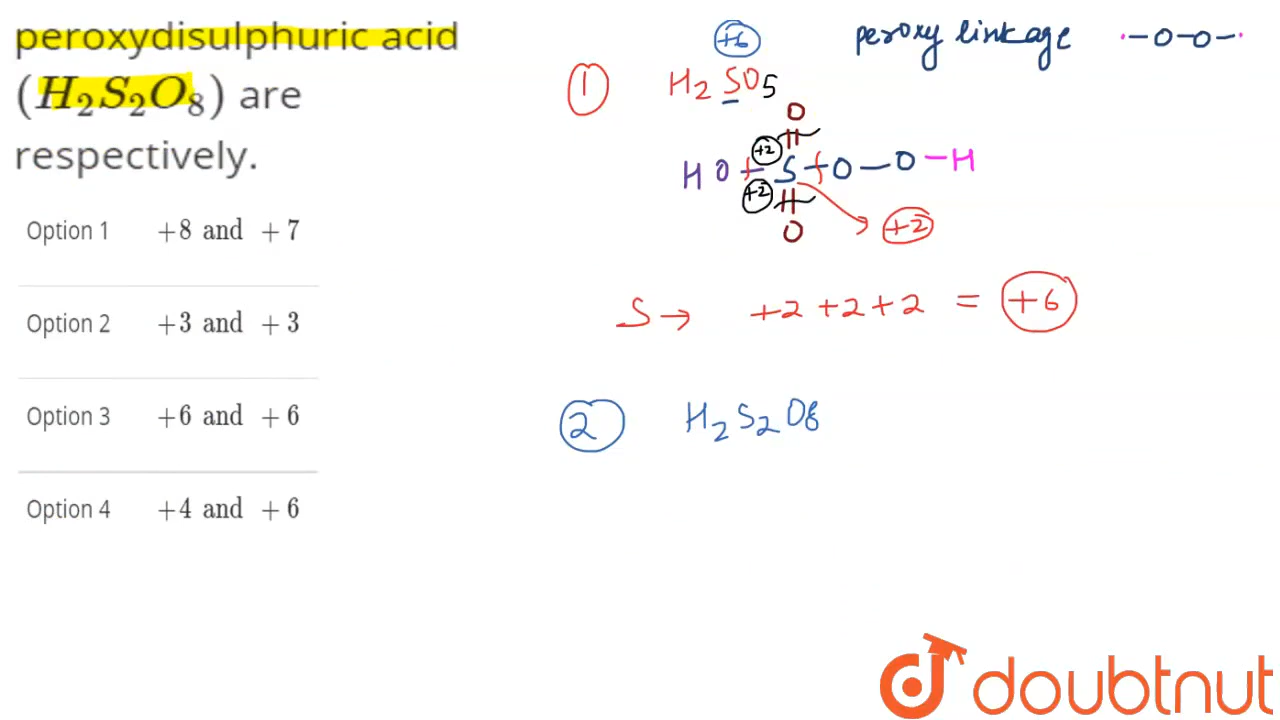 peroxydisulphuric acid
(H₂S₂O₈) are
respectively.
Option 1 +8 and +7
Option 2 +3 and +3
Option 3 +6 and +6
Option 4 +4 and +6
+6 peroxy linkage ·-O-O-·
1 H₂SO5
O
+2
H O - S - O - O - H
+2
O +2
S → +2 +2 +2 = +6
2 H₂S₂O8
doubtnut